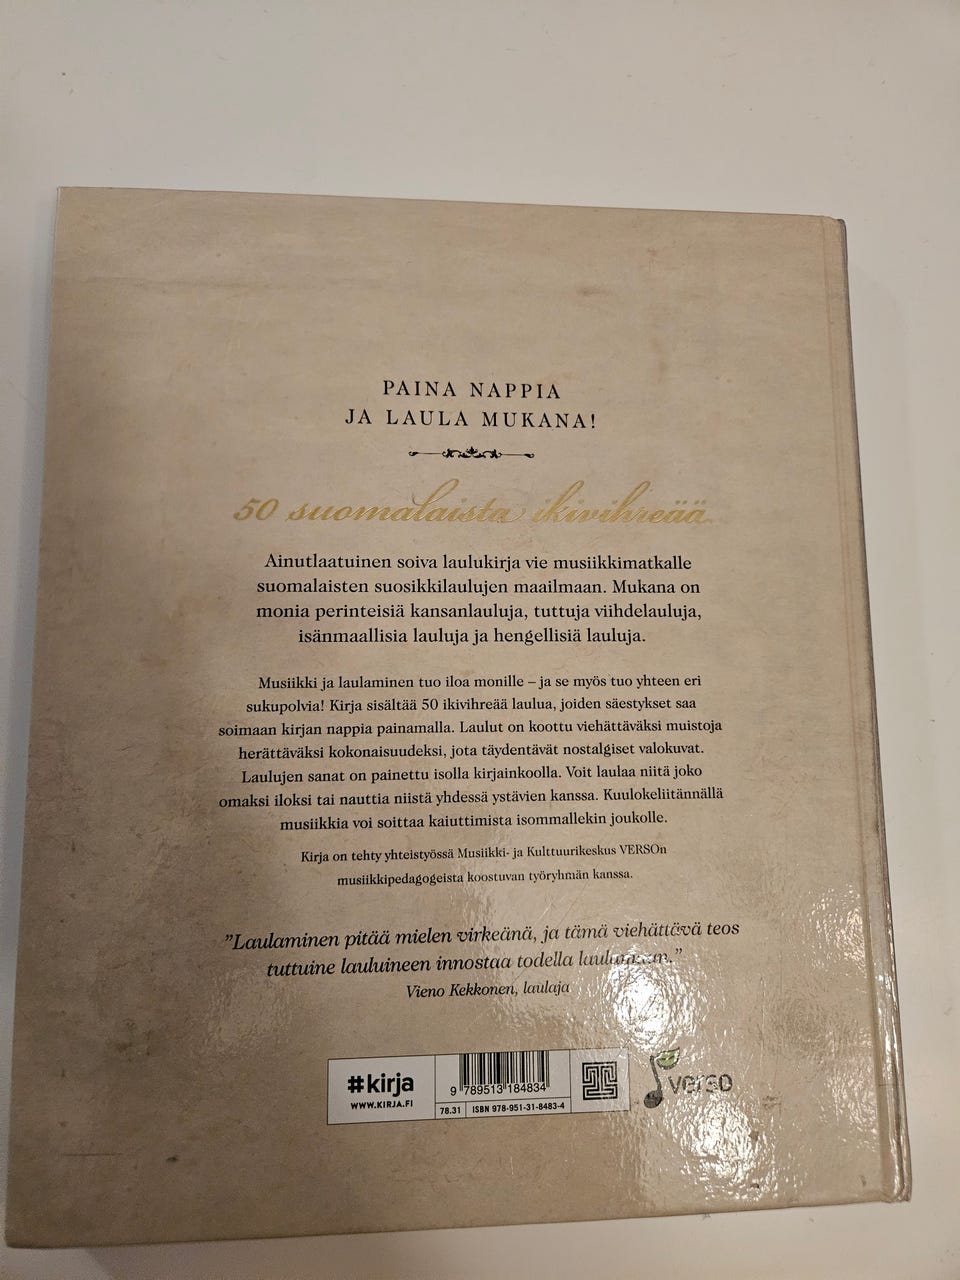 PAINA NAPPIA
JA LAULA MUKANA!
50 suomalaista ikivihreää
Ainutlaatuinen soiva laulukirja vie musiikkimatkalle
suomalaisten suosikkilaulujen maailmaan. Mukana on
monia perinteisiä kansanlauluja, tuttuja viihdelauluja,
isänmaallisia lauluja ja hengellisiä lauluja.
Musiikki ja laulaminen tuo iloa monille – ja se myös tuo yhteen eri
sukupolvia! Kirja sisältää 50 ikivihreää laulua, joiden säestykset saa
soimaan kirjan nappia painamalla. Laulut on koottu viehättäväksi muistoja
herättäväksi kokonaisuudeksi, jota täydentävät nostalgiset valokuvat.
Laulujen sanat on painettu isolla kirjainkoolla. Voit laulaa niitä joko
omaksi iloksi tai nauttia niistä yhdessä ystävien kanssa. Kuulokeliitännällä
musiikkia voi soittaa kaiuttimista isommallekin joukolle.
Kirja on tehty yhteistyössä Musiikki- ja Kulttuurikeskus VERSOn
musiikkipedagogeista koostuvan työryhmän kanssa.
”Laulaminen pitää mielen virkeänä, ja tämä viehättävä teos
tuttuine lauluineen innostaa todella
Vieno Kekkonen, laulaja
#kirja
WWW.KIRJA.FI
9 789513 184834
78.31 ISBN 978-951-31-8483-4
verso